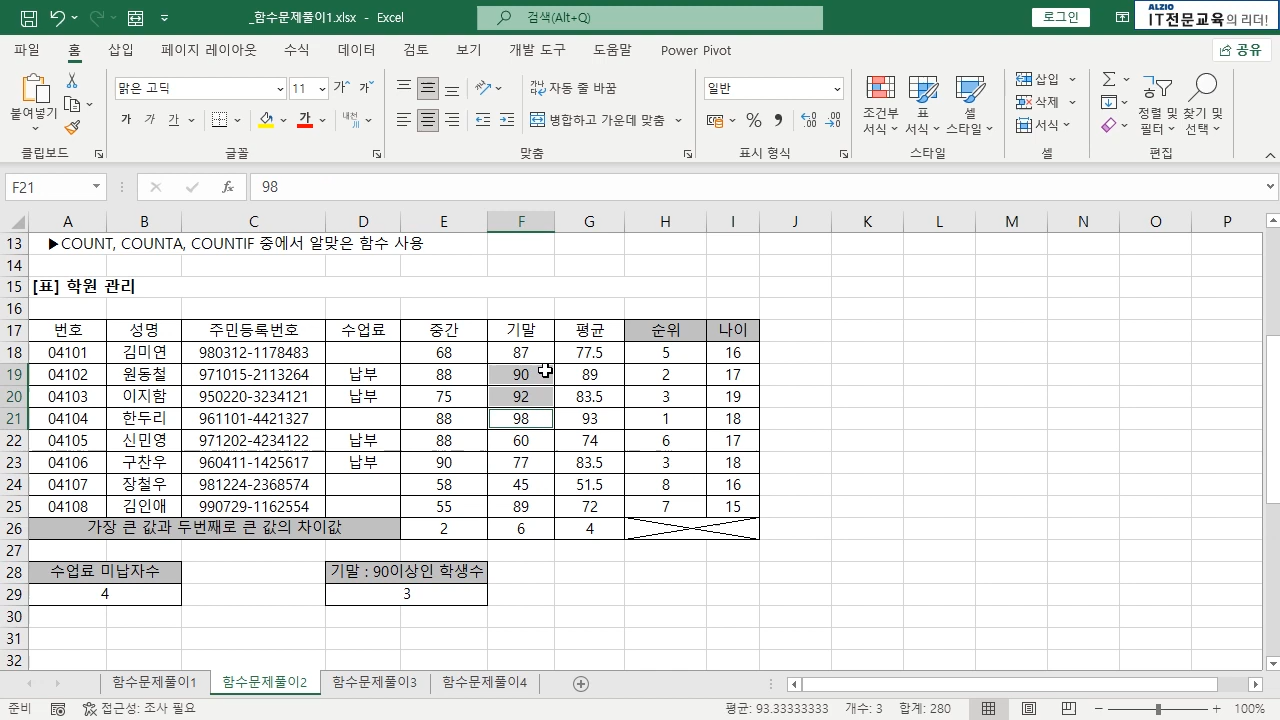 _함수문제풀이1.xlsx - Excel
검색(Alt+Q)
로그인
ALZIO
IT전문교육의 리더!
파일 홈 삽입 페이지 레이아웃 수식 데이터 검토 보기 개발 도구 도움말 Power Pivot
공유
붙여넣기
맑은 고딕 11
가 가
가 가 가 가 내천
가나다 자동 줄 바꿈
병합하고 가운데 맞춤
일반
조건부 서식
표 서식
셀 스타일
삽입
삭제
서식
정렬 및 필터
찾기 및 선택
클립보드 글꼴 맞춤 표시 형식 스타일 셀 편집
F21 fx 98
A B C D E F G H I J K L M N O P
13 ▶COUNT, COUNTA, COUNTIF 중에서 알맞은 함수 사용
14
15 [표] 학원 관리
16
17 번호 성명 주민등록번호 수업료 중간 기말 평균 순위 나이
18 04101 김미연 980312-1178483 68 87 77.5 5 16
19 04102 원동철 971015-2113264 납부 88 90 89 2 17
20 04103 이지함 950220-3234121 납부 75 92 83.5 3 19
21 04104 한두리 961101-4421327 88 98 93 1 18
22 04105 신민영 971202-4234122 납부 88 60 74 6 17
23 04106 구찬우 960411-1425617 납부 90 77 83.5 3 18
24 04107 장철우 981224-2368574 58 45 51.5 8 16
25 04108 김인애 990729-1162554 55 89 72 7 15
26 가장 큰 값과 두번째로 큰 값의 차이값 2 6 4
27
28 수업료 미납자수 기말 : 90이상인 학생수
29 4 3
30
31
32
함수문제풀이1 함수문제풀이2 함수문제풀이3 함수문제풀이4
준비 접근성: 조사 필요 평균: 93.33333333 개수: 3 합계: 280 100%